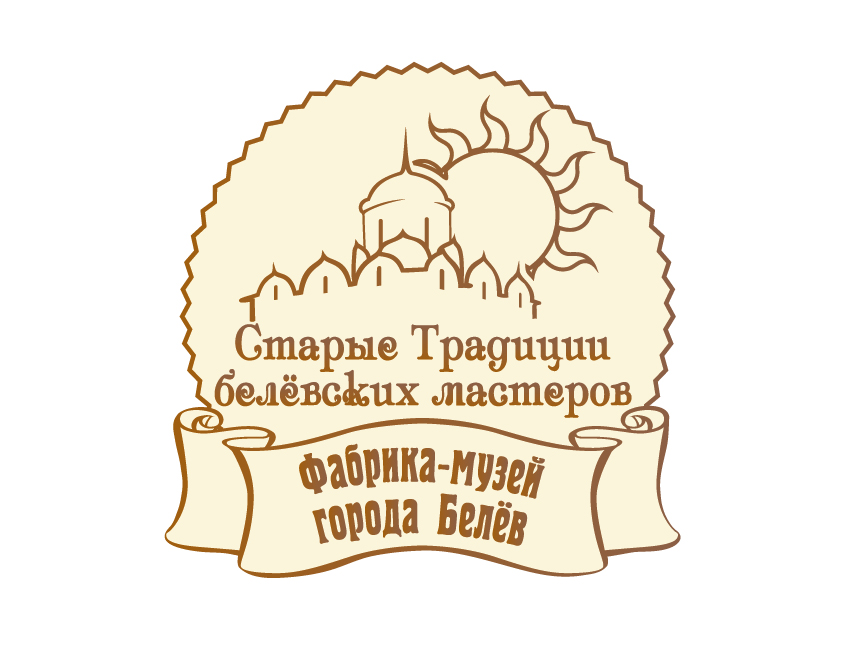 Старые Традиции
белёвских мастеров
Фабрика-музей
города Белёв